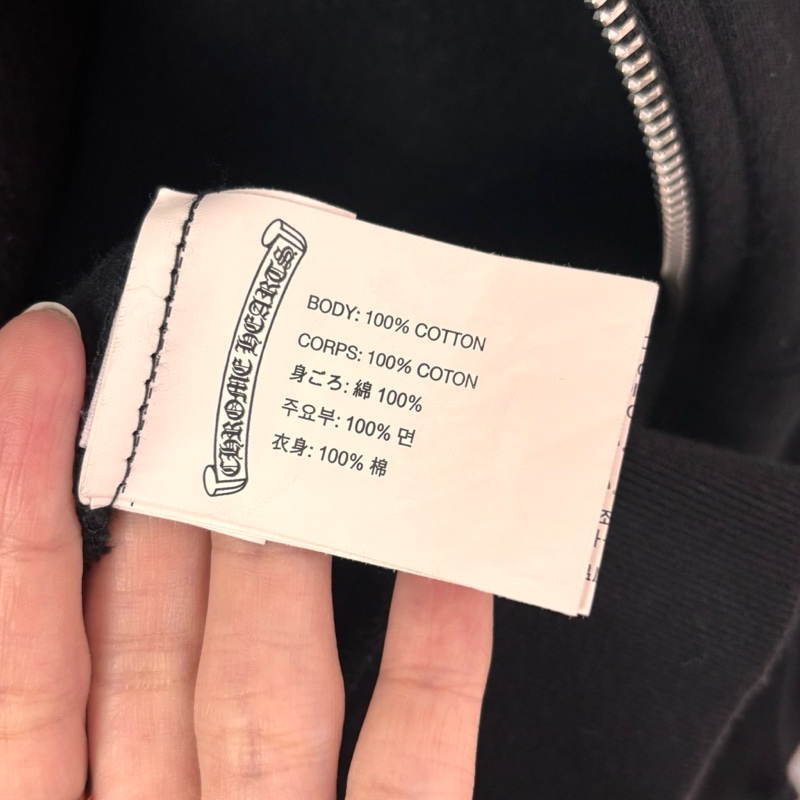 CHROME HEARTS
BODY: 100% COTTON
CORPS: 100% COTON
身ごろ: 綿 100%
주요부: 100% 면
衣身: 100% 棉